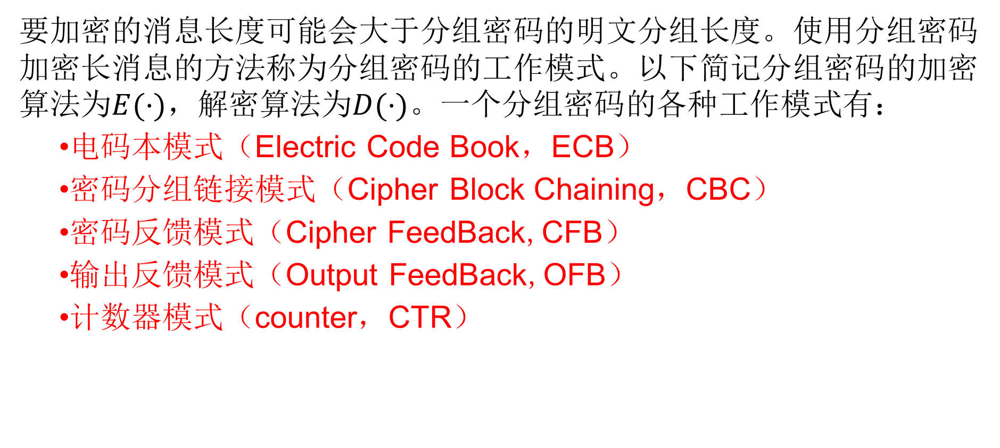 要加密的消息长度可能会大于分组密码的明文分组长度。使用分组密码
加密长消息的方法称为分组密码的工作模式。以下简记分组密码的加密
算法为E(·)，解密算法为D(·)。一个分组密码的各种工作模式有：
•电码本模式（Electric Code Book，ECB）
•密码分组链接模式（Cipher Block Chaining，CBC）
•密码反馈模式（Cipher FeedBack, CFB）
•输出反馈模式（Output FeedBack, OFB）
•计数器模式（counter，CTR）